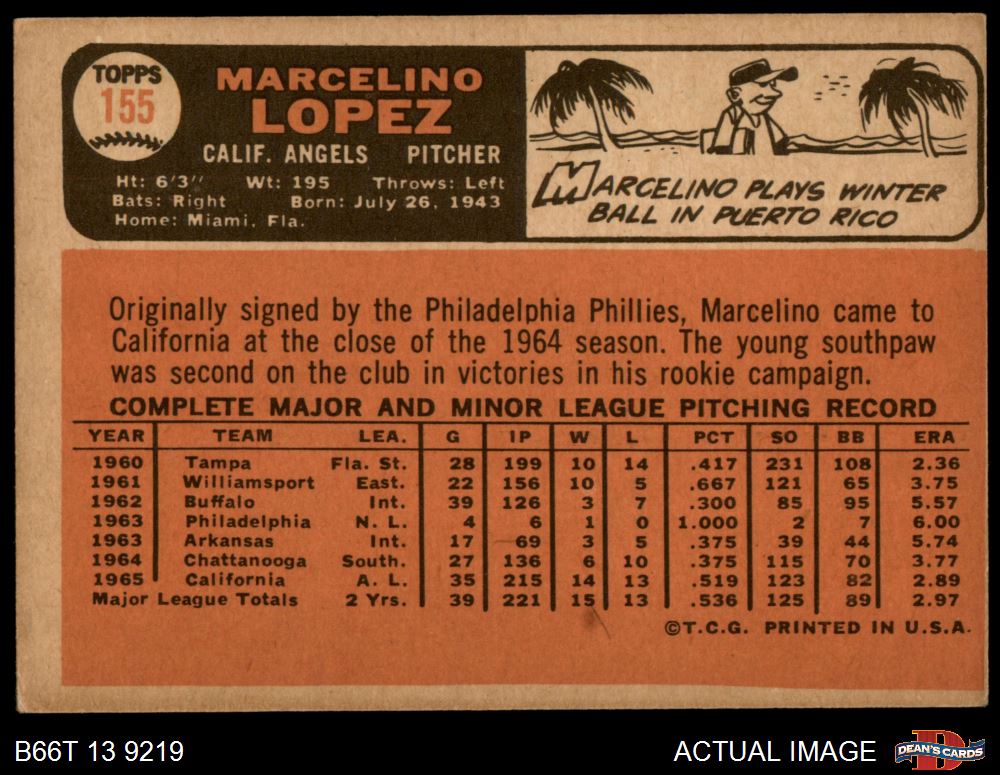 TOPPS
155
MARCELINO
LOPEZ
CALIF. ANGELS PITCHER
Ht: 6'3" Wt: 195 Throws: Left
Bats: Right Born: July 26, 1943
Home: Miami, Fla.
MARCELINO PLAYS WINTER
BALL IN PUERTO RICO
Originally signed by the Philadelphia Phillies, Marcelino came to
California at the close of the 1964 season. The young southpaw
was second on the club in victories in his rookie campaign.
COMPLETE MAJOR AND MINOR LEAGUE PITCHING RECORD
YEAR TEAM LEA. G IP W L PCT SO BB ERA
1960 Tampa Fla. St. 28 199 10 14 .417 231 108 2.36
1961 Williamsport East. 22 156 10 5 .667 121 65 3.75
1962 Buffalo Int. 39 126 3 7 .300 85 95 5.57
1963 Philadelphia N. L. 4 6 1 0 1.000 2 7 6.00
1963 Arkansas Int. 17 69 3 5 .375 39 44 5.74
1964 Chattanooga South. 27 136 6 10 .375 115 70 3.77
1965 California A. L. 35 215 14 13 .519 123 82 2.89
Major League Totals 2 Yrs. 39 221 15 13 .536 125 89 2.97
©T.C.G. PRINTED IN U.S.A.
B66T 13 9219 ACTUAL IMAGE DEAN'S CARDS